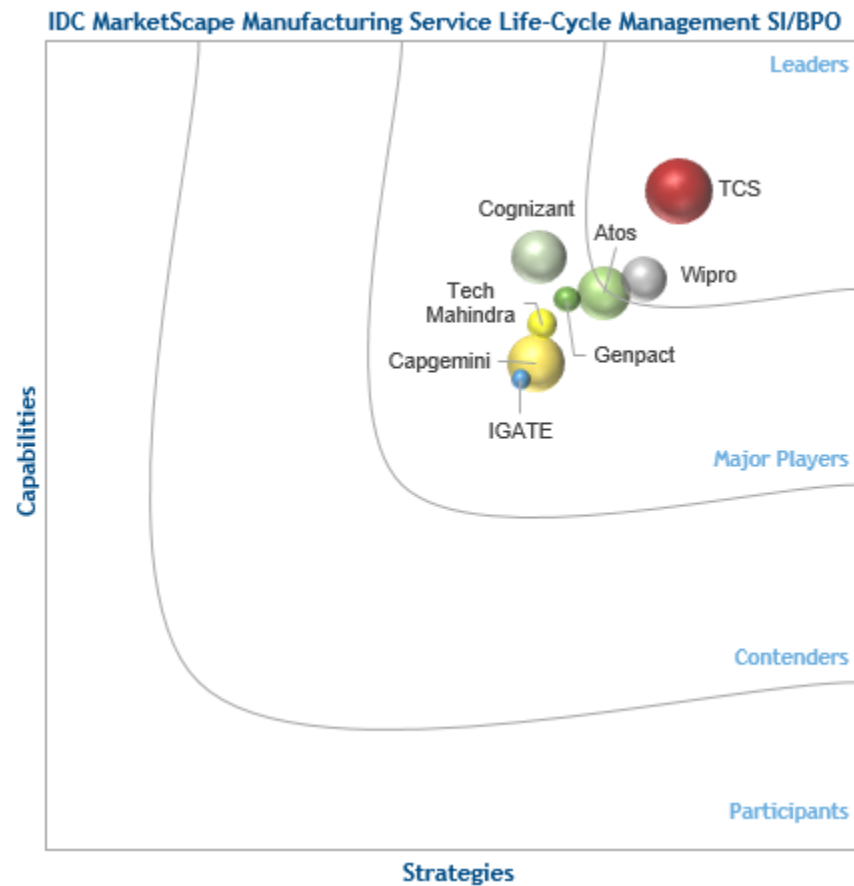 IDC MarketScape Manufacturing Service Life-Cycle Management SI/BPO
Leaders
TCS
Cognizant
Atos
Wipro
Tech
Mahindra
Genpact
Capgemini
IGATE
Major Players
Capabilities
Contenders
Participants
Strategies